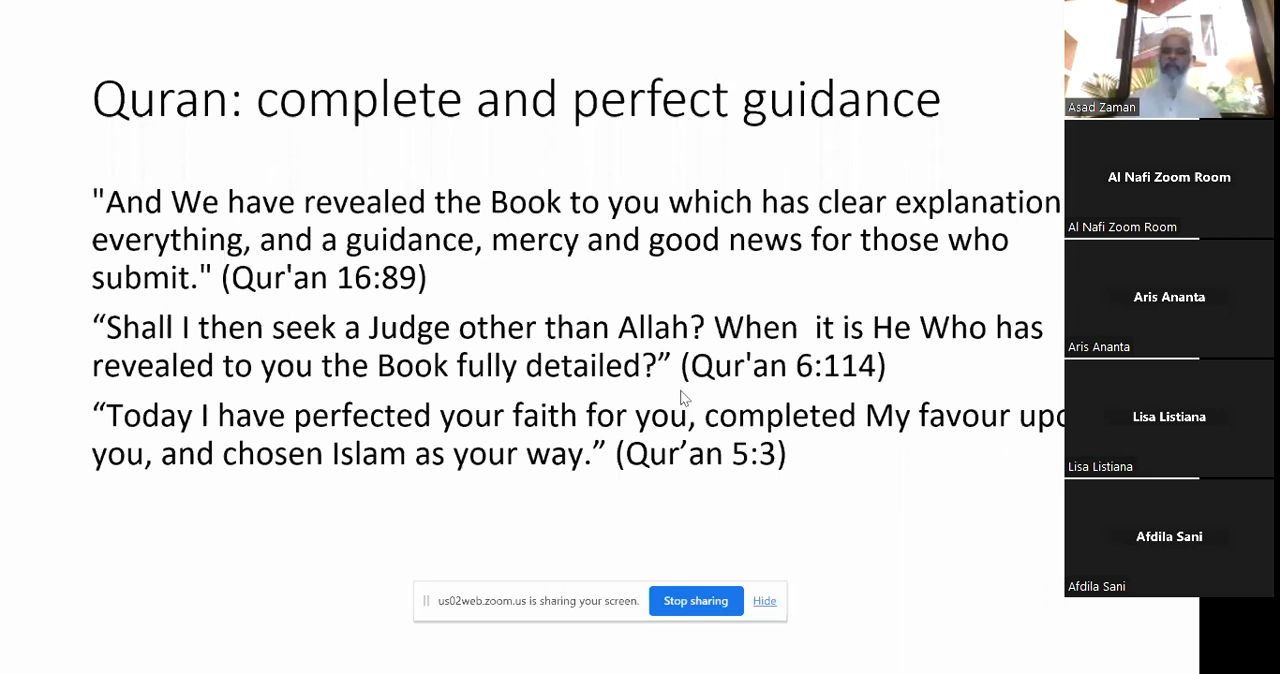 Quran: complete and perfect guidance
"And We have revealed the Book to you which has clear explanation
everything, and a guidance, mercy and good news for those who
submit." (Qur'an 16:89)
“Shall I then seek a Judge other than Allah? When  it is He Who has
revealed to you the Book fully detailed?” (Qur'an 6:114)
“Today I have perfected your faith for you, completed My favour
you, and chosen Islam as your way.” (Qur’an 5:3)
us02web.zoom.us is sharing your screen.
Stop sharing
Hide
Asad Zaman
Al Nafi Zoom Room
Al Nafi Zoom Room
Aris Ananta
Aris Ananta
Lisa Listiana
Lisa Listiana
Afdila Sani
Afdila Sani